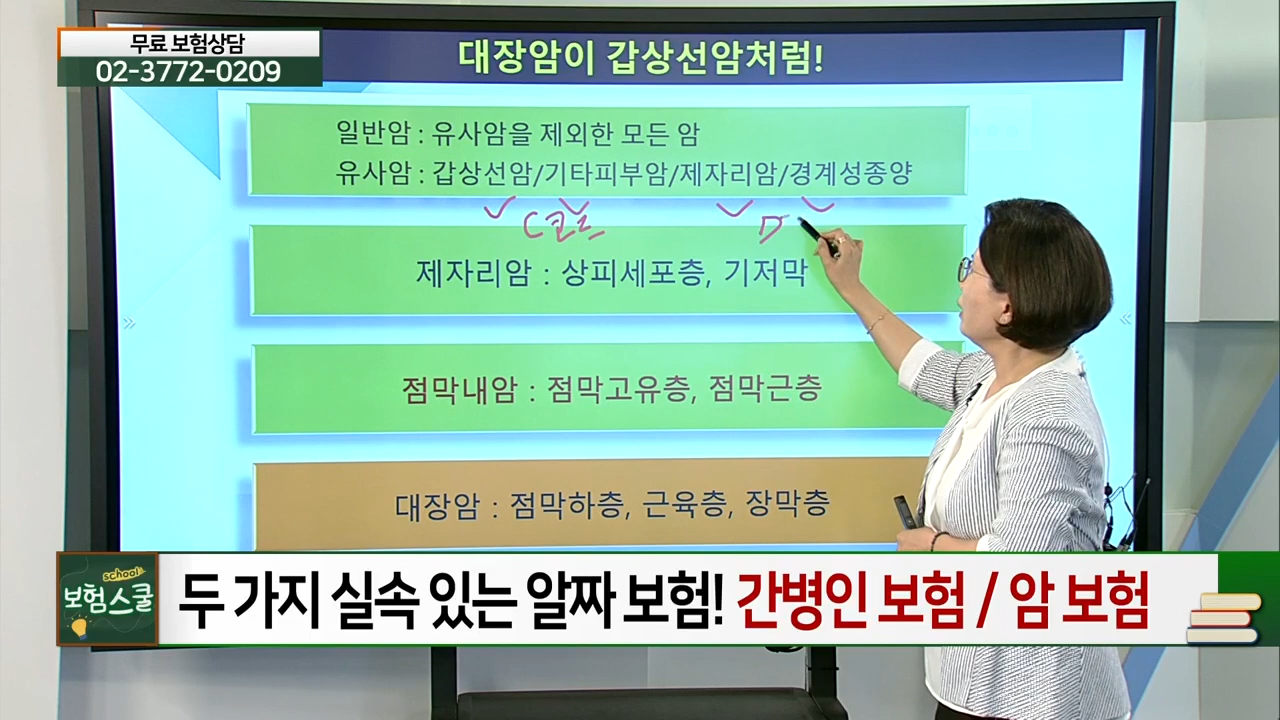 무료 보험상담
02-3772-0209
대장암이 갑상선암처럼!
일반암 : 유사암을 제외한 모든 암
유사암 : 갑상선암/기타피부암/제자리암/경계성종양
C코드 D
제자리암 : 상피세포층, 기저막
점막내암 : 점막고유층, 점막근층
대장암 : 점막하층, 근육층, 장막층
school
보험스쿨
두 가지 실속 있는 알짜 보험! 간병인 보험 / 암 보험